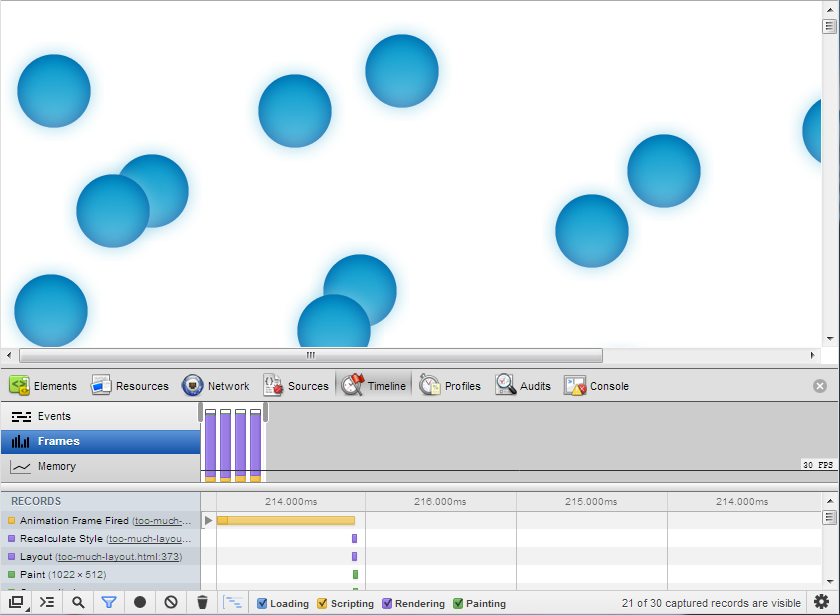 Elements Resources Network Sources Timeline Profiles Audits Console
Events
Frames
Memory
30 FPS
RECORDS 214.000ms 216.000ms 215.000ms 214.000ms
Animation Frame Fired (too-much-...
Recalculate Style (too-much-layou...
Layout (too-much-layout.html:373)
Paint (1022 × 512)
Loading Scripting Rendering Painting 21 of 30 captured records are visible